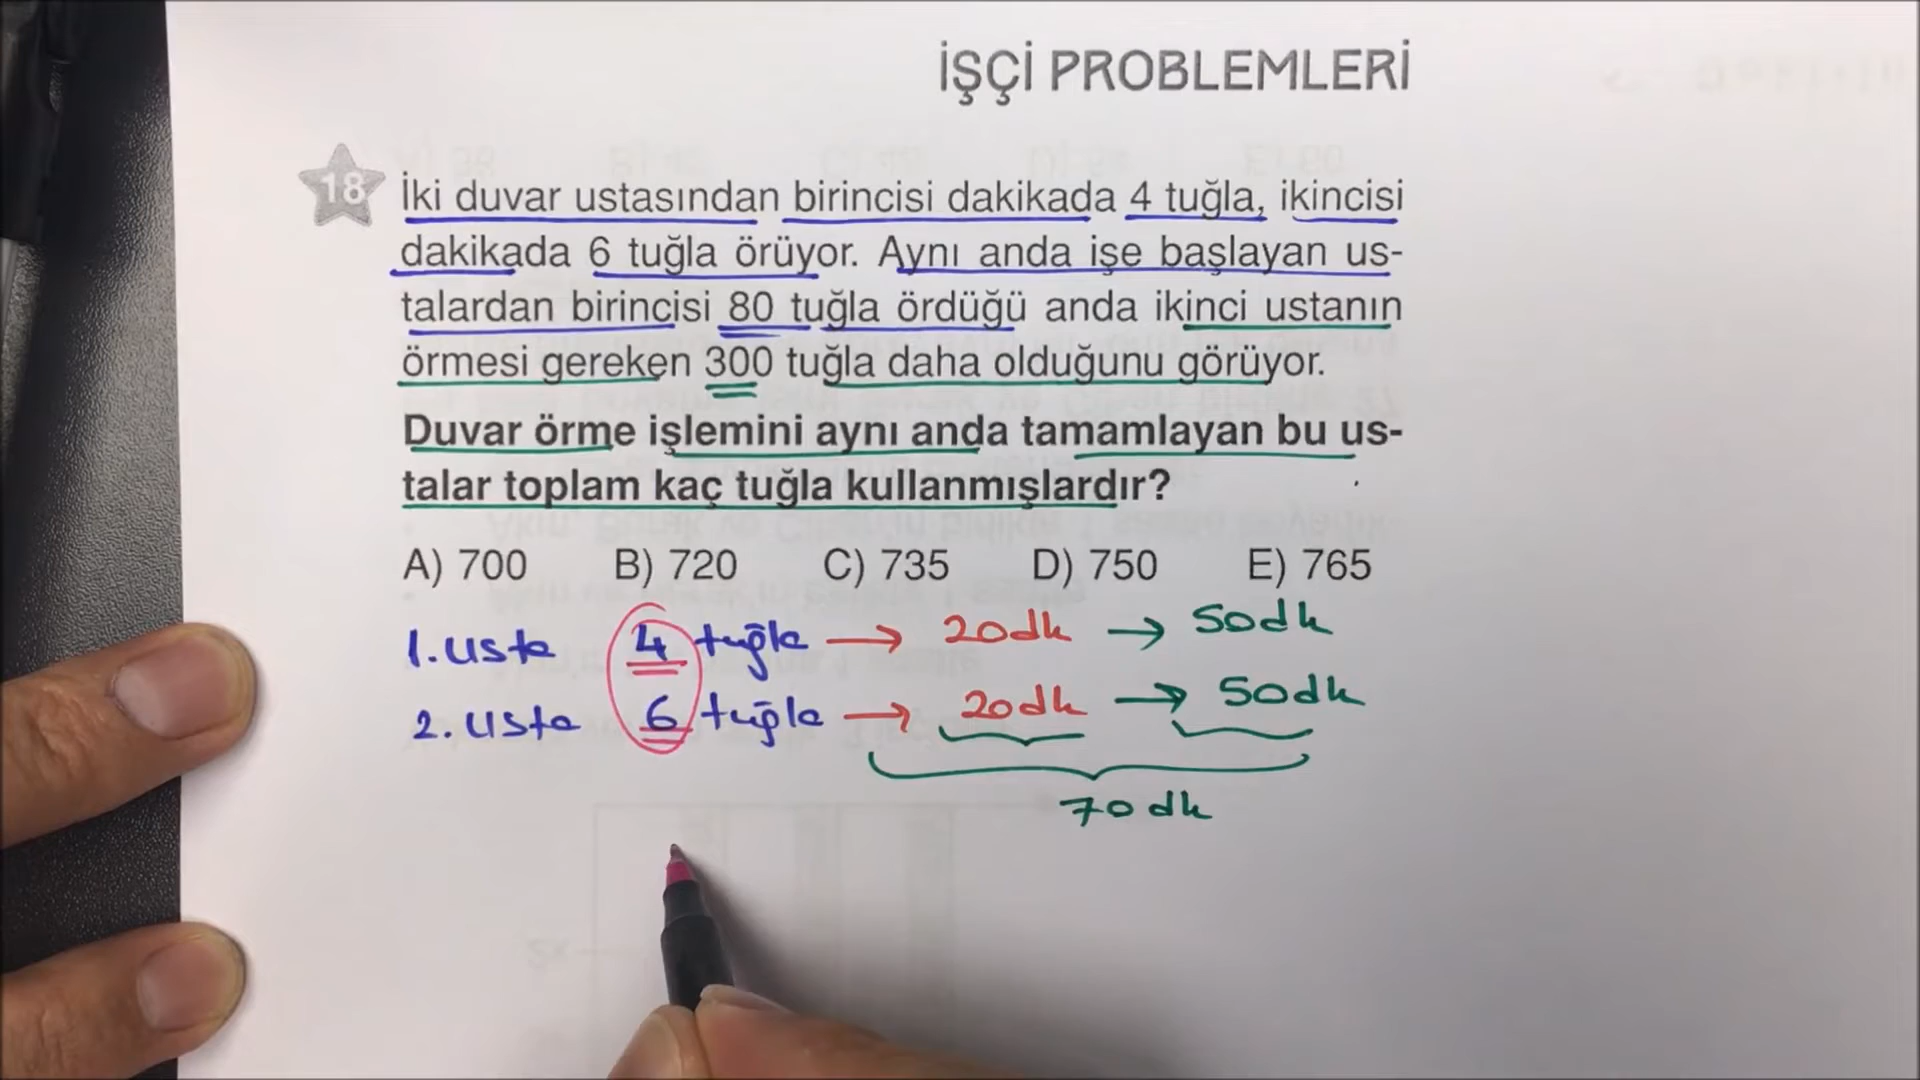 İŞÇİ PROBLEMLERİ
18 İki duvar ustasından birincisi dakikada 4 tuğla, ikincisi
dakikada 6 tuğla örüyor. Aynı anda işe başlayan us-
talardan birincisi 80 tuğla ördüğü anda ikinci ustanın
örmesi gereken 300 tuğla daha olduğunu görüyor.
Duvar örme işlemini aynı anda tamamlayan bu us-
talar toplam kaç tuğla kullanmışlardır?
A) 700 B) 720 C) 735 D) 750 E) 765
1. usta 4 tuğla → 20dk → 50dk
2. usta 6 tuğla → 20dk → 50dk
70 dk